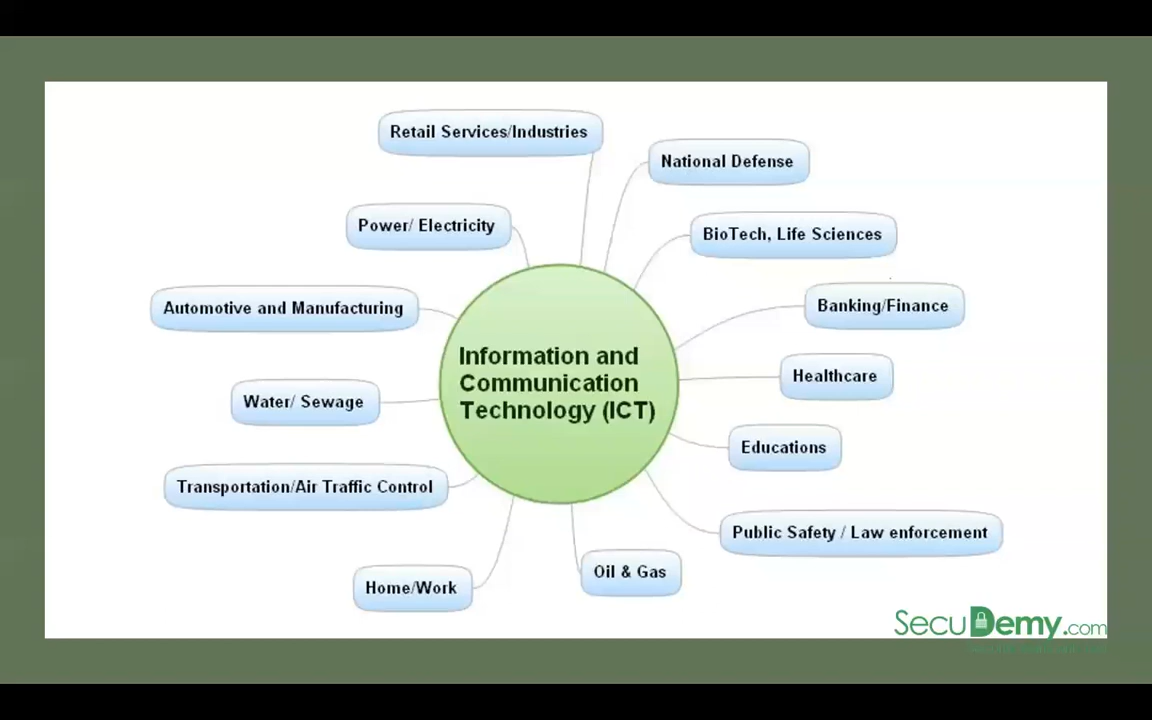 Retail Services/Industries
National Defense
Power/ Electricity
BioTech, Life Sciences
Automotive and Manufacturing
Banking/Finance
Information and
Communication
Technology (ICT)
Healthcare
Water/ Sewage
Educations
Transportation/Air Traffic Control
Public Safety / Law enforcement
Home/Work
Oil & Gas
SecuDemy.com